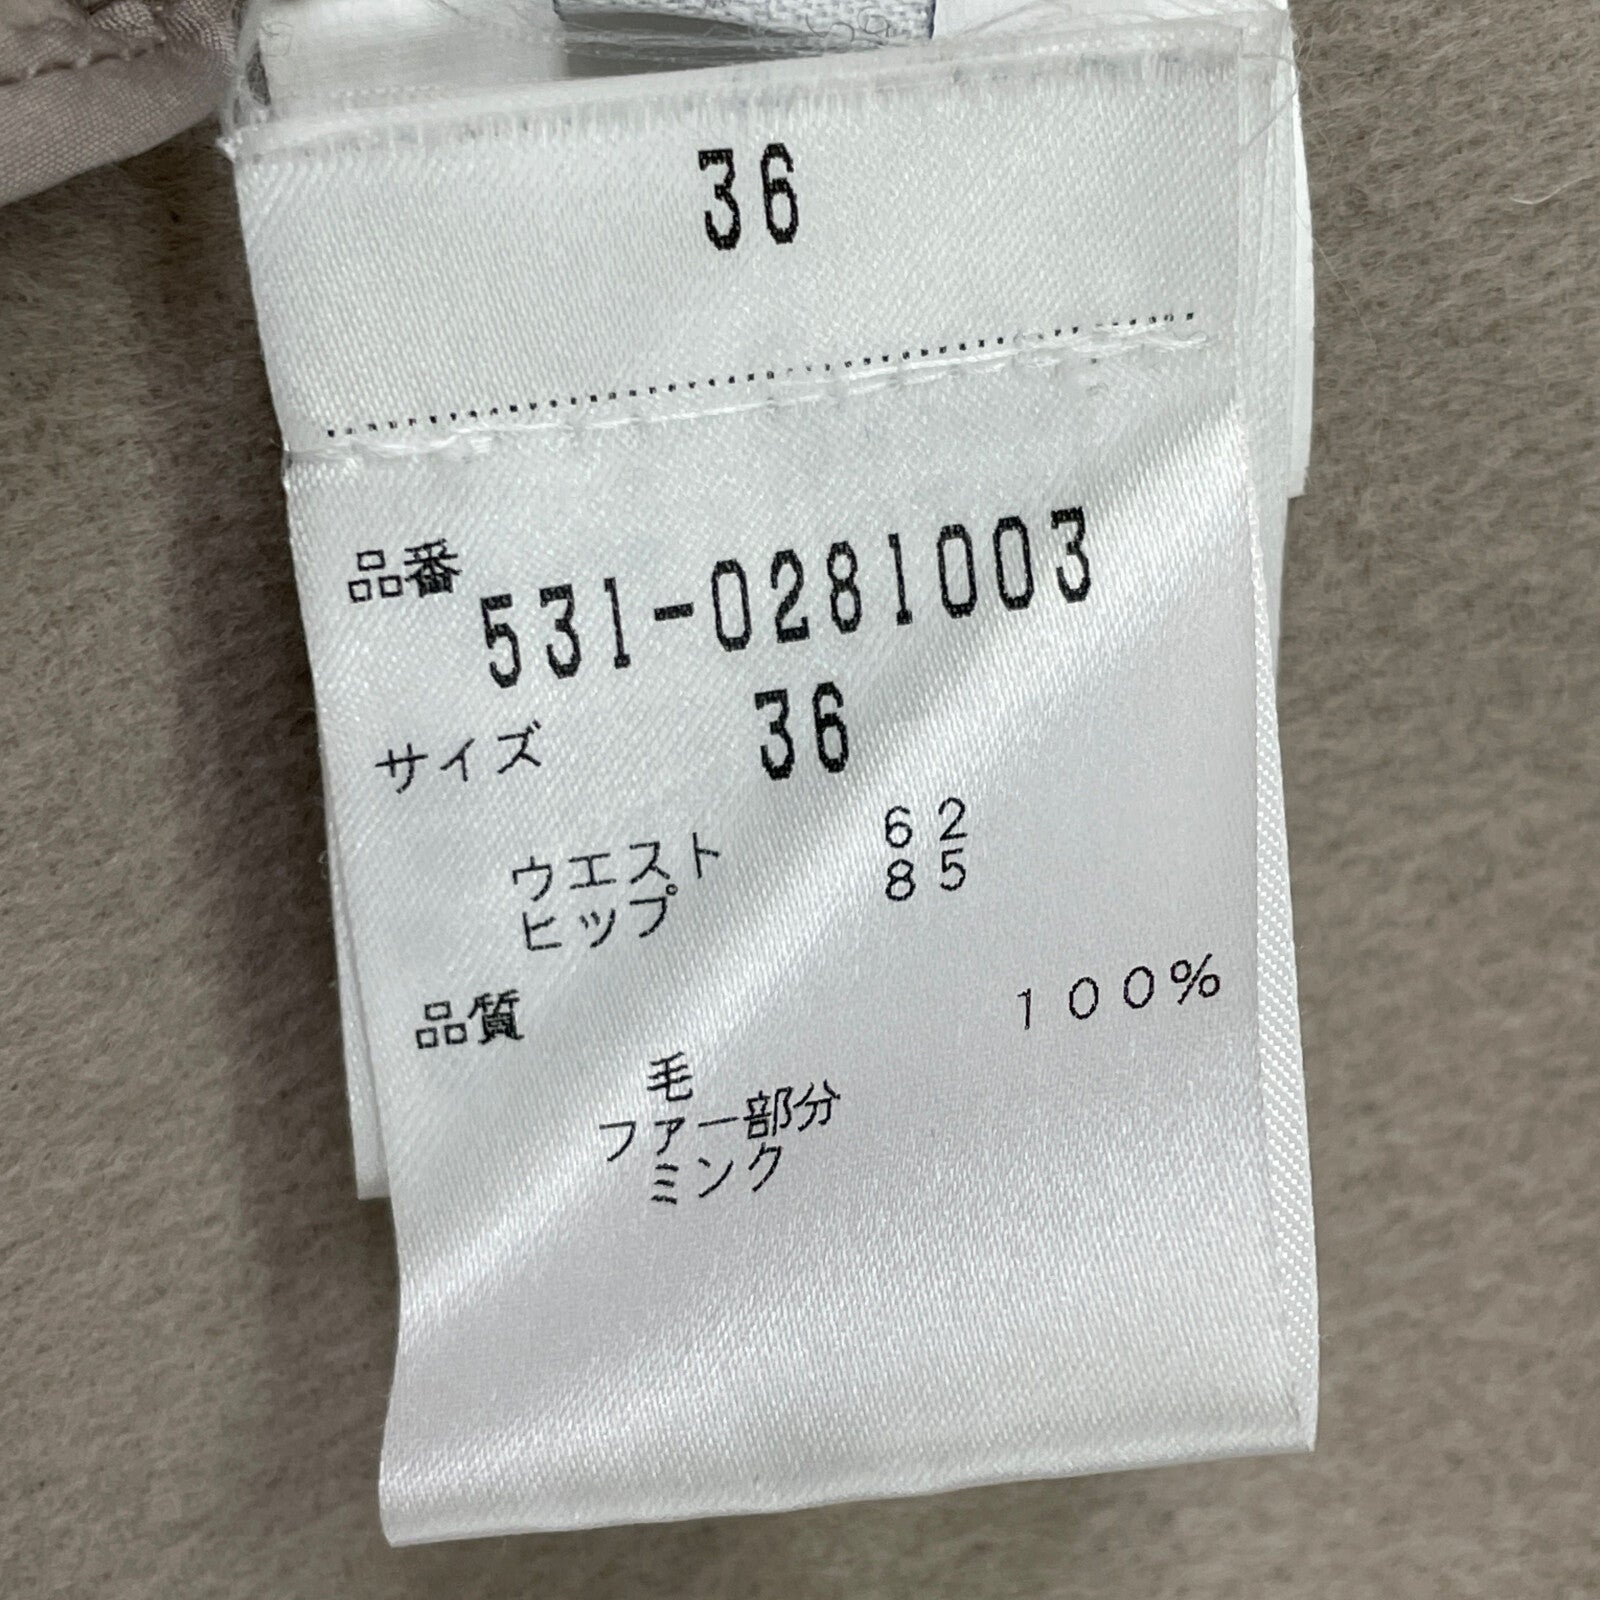 36
品番 531-0281003
サイズ 36
ウエスト 62
ヒップ 85
品質 100%
毛
ファー部分
ミンク